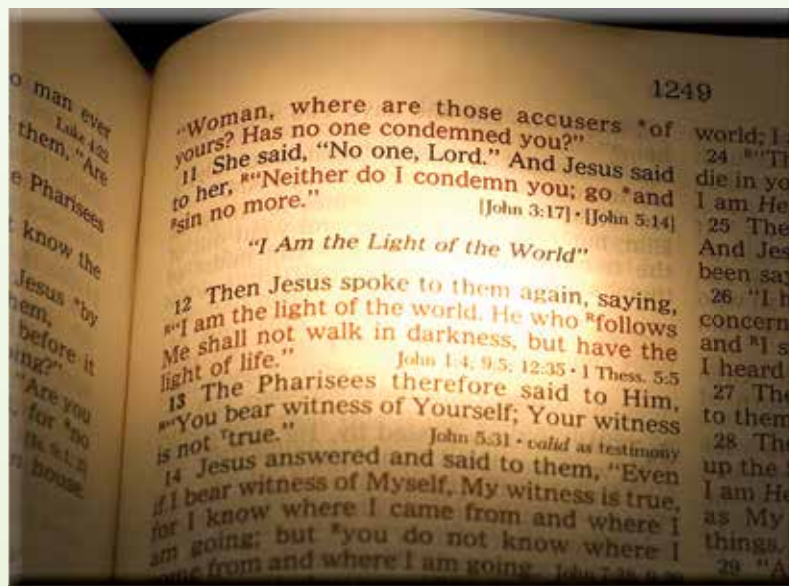 o man ever
Luke 4:22
them, "Are
e Pharisees
t know the
Jesus *by
them,
before it
ing?"
"Are you
, for *no
n house.
1249
"Woman, where are those accusers *of
yours? Has no one condemned you?"
11 She said, "No one, Lord." And Jesus said
to her, R"Neither do I condemn you; go *and
Rsin no more." [John 3:17] • [John 5:14]
"I Am the Light of the World"
12 Then Jesus spoke to them again, saying,
R"I am the light of the world. He who Rfollows
Me shall not walk in darkness, but have the
light of life." John 1:4; 9:5; 12:35 • 1 Thess. 5:5
13 The Pharisees therefore said to Him,
R"You bear witness of Yourself; Your witness
is not Ttrue." John 5:31 • valid as testimony
14 Jesus answered and said to them, "Even
if I bear witness of Myself, My witness is true,
for I know where I came from and where I
am going; but Ryou do not know where I
come from and where I am going.
world; I a
24 R"Th
die in yo
I am He
25 The
And Jes
been say
26 "I h
concern
and RI s
I heard
27 The
to them
28 The
up the S
I am He
as My
things.
29 "A